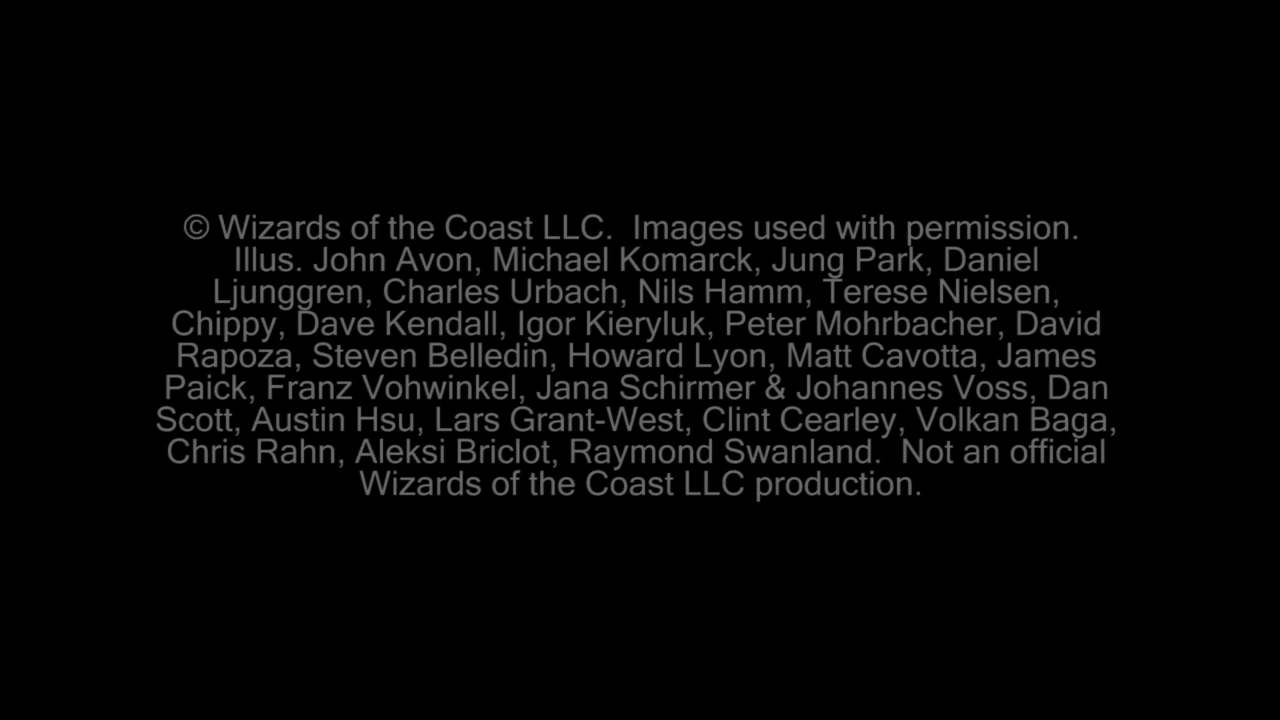 © Wizards of the Coast LLC.  Images used with permission.
Illus. John Avon, Michael Komarck, Jung Park, Daniel
Ljunggren, Charles Urbach, Nils Hamm, Terese Nielsen,
Chippy, Dave Kendall, Igor Kieryluk, Peter Mohrbacher, David
Rapoza, Steven Belledin, Howard Lyon, Matt Cavotta, James
Paick, Franz Vohwinkel, Jana Schirmer & Johannes Voss, Dan
Scott, Austin Hsu, Lars Grant-West, Clint Cearley, Volkan Baga,
Chris Rahn, Aleksi Briclot, Raymond Swanland.  Not an official
Wizards of the Coast LLC production.